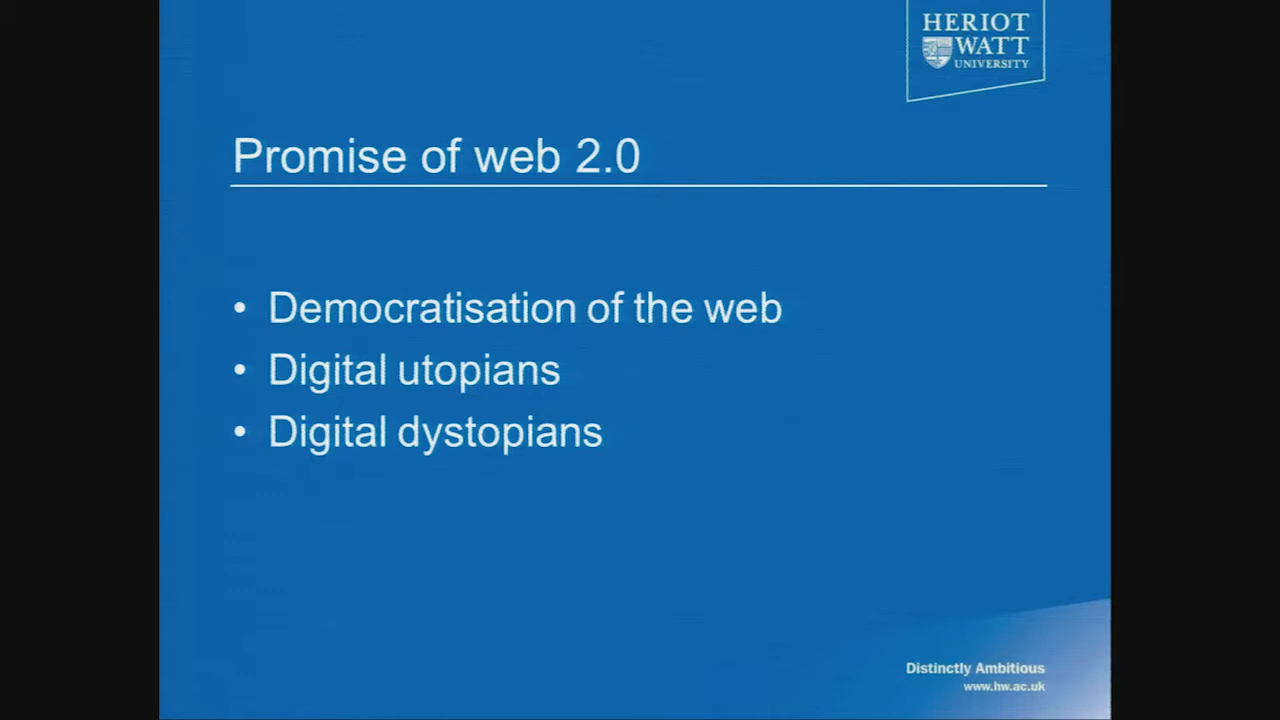 HERIOT
WATT
UNIVERSITY
Promise of web 2.0
• Democratisation of the web
• Digital utopians
• Digital dystopians
Distinctly Ambitious
www.hw.ac.uk